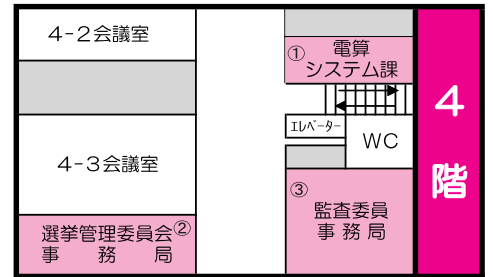 4-2会議室
4-3会議室
選挙管理委員会②
事務局
①電算
システム課
エレベーター
WC
③
監査委員
事務局
4階